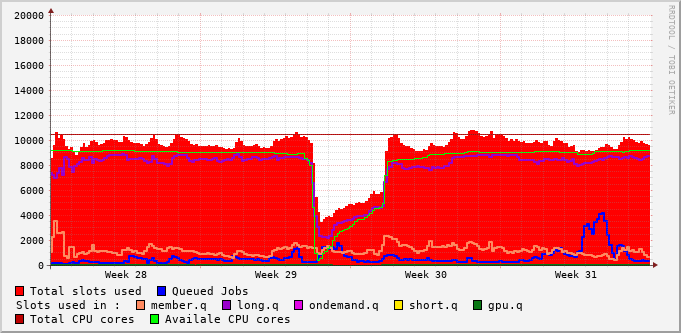 20000
18000
16000
14000
12000
10000
8000
6000
4000
2000
0
Week 28 Week 29 Week 30 Week 31
Total slots used Queued Jobs
Slots used in : member.q long.q ondemand.q short.q gpu.q
Total CPU cores Availale CPU cores
RRDTOOL / TOBI OETIKER